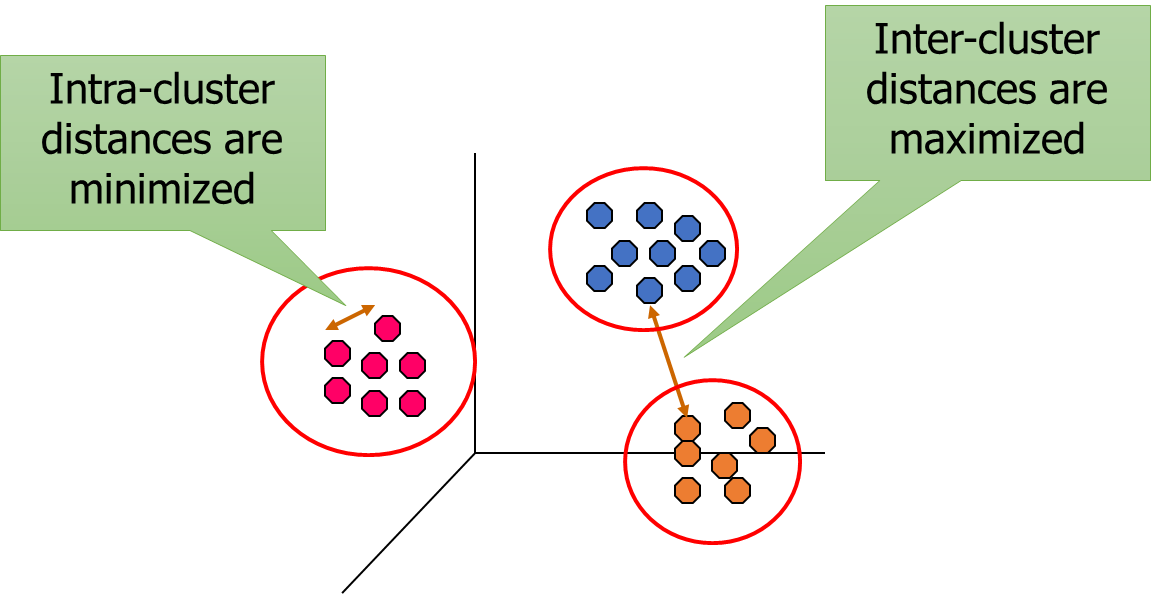 Intra-cluster
distances are
minimized
Inter-cluster
distances are
maximized